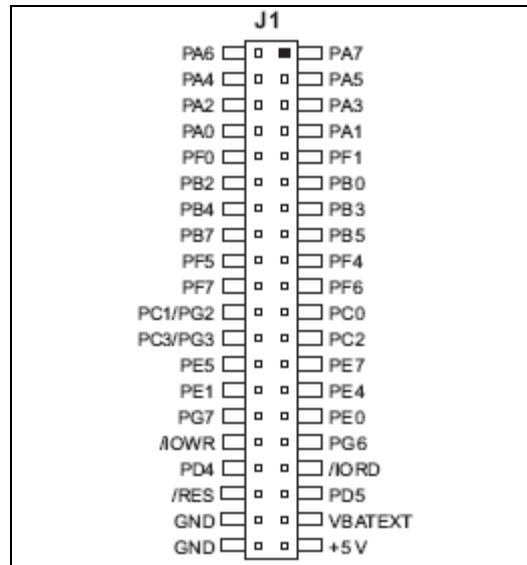 J1
PA6 PA7
PA4 PA5
PA2 PA3
PA0 PA1
PF0 PF1
PB2 PB0
PB4 PB3
PB7 PB5
PF5 PF4
PF7 PF6
PC1/PG2 PC0
PC3/PG3 PC2
PE5 PE7
PE1 PE4
PG7 PE0
/IOWR PG6
PD4 /IORD
/RES PD5
GND VBATEXT
GND +5 V